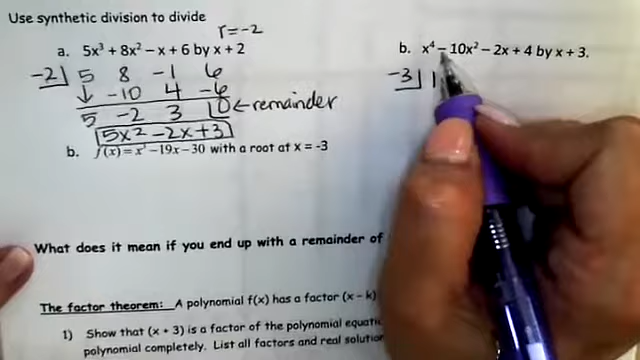 Use synthetic division to divide
r=-2
a. 5x³ + 8x² – x + 6 by x + 2
b. x⁴ – 10x² – 2x + 4 by x + 3.
-2 5 8 -1 6
-3 1
↓ -10 4 -6
5 -2 3 0 ← remainder
5x² -2x +3
b. f(x) = x³ –19x –30 with a root at x = -3
What does it mean if you end up with a remainder of
The factor theorem: A polynomial f(x) has a factor (x – k)
1) Show that (x + 3) is a factor of the polynomial
polynomial completely. List all factors and real